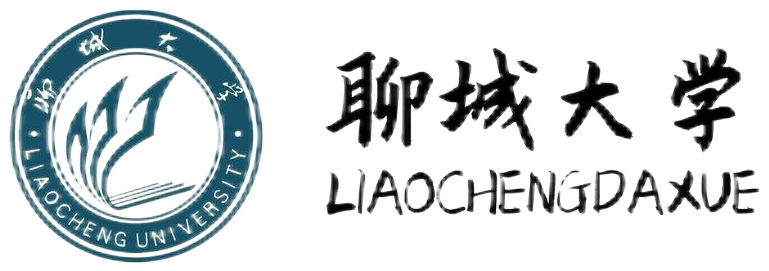 聊城大学
LIAOCHENG UNIVERSITY
聊城大学
LIAOCHENGDAXUE